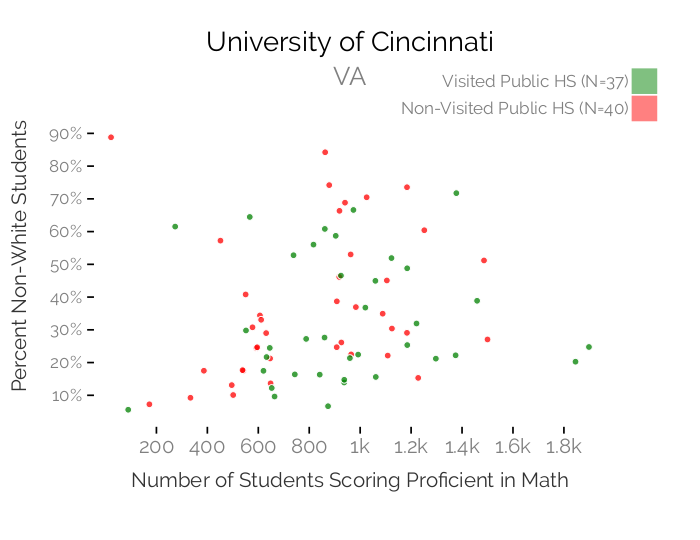 University of Cincinnati
VA
Visited Public HS (N=37)
Non-Visited Public HS (N=40)
Percent Non-White Students
90%
80%
70%
60%
50%
40%
30%
20%
10%
200 400 600 800 1k 1.2k 1.4k 1.6k 1.8k
Number of Students Scoring Proficient in Math